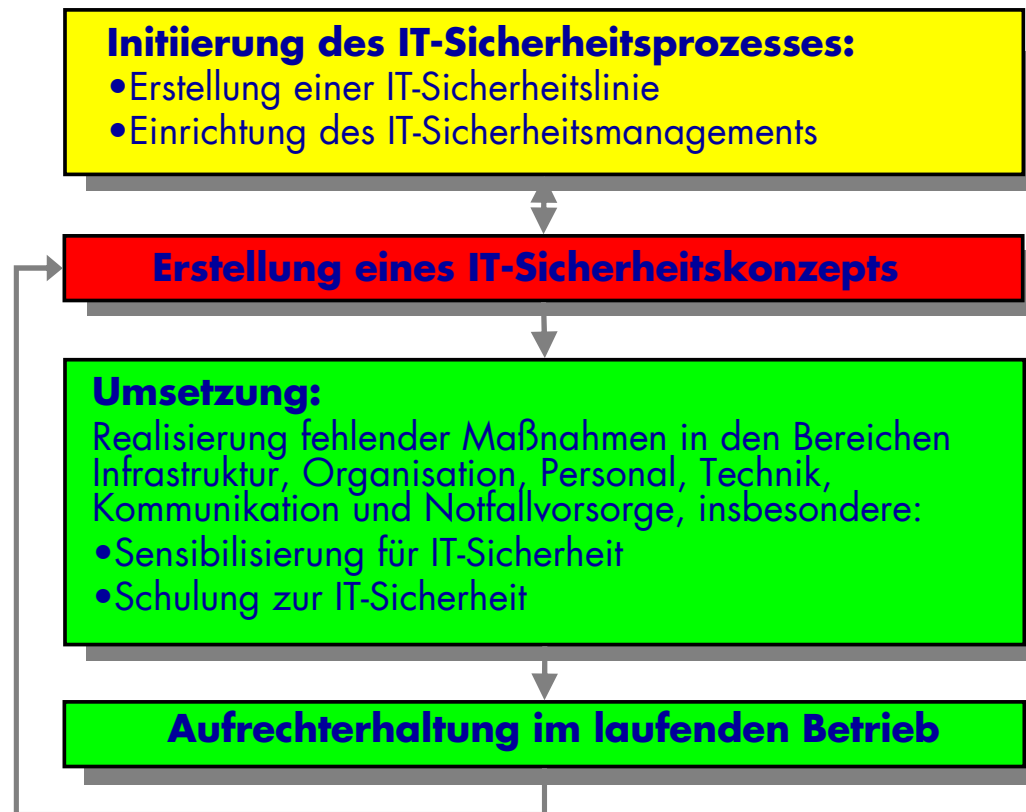 Initiierung des IT-Sicherheitsprozesses:
•Erstellung einer IT-Sicherheitslinie
•Einrichtung des IT-Sicherheitsmanagements
Erstellung eines IT-Sicherheitskonzepts
Umsetzung:
Realisierung fehlender Maßnahmen in den Bereichen
Infrastruktur, Organisation, Personal, Technik,
Kommunikation und Notfallvorsorge, insbesondere:
•Sensibilisierung für IT-Sicherheit
•Schulung zur IT-Sicherheit
Aufrechterhaltung im laufenden Betrieb